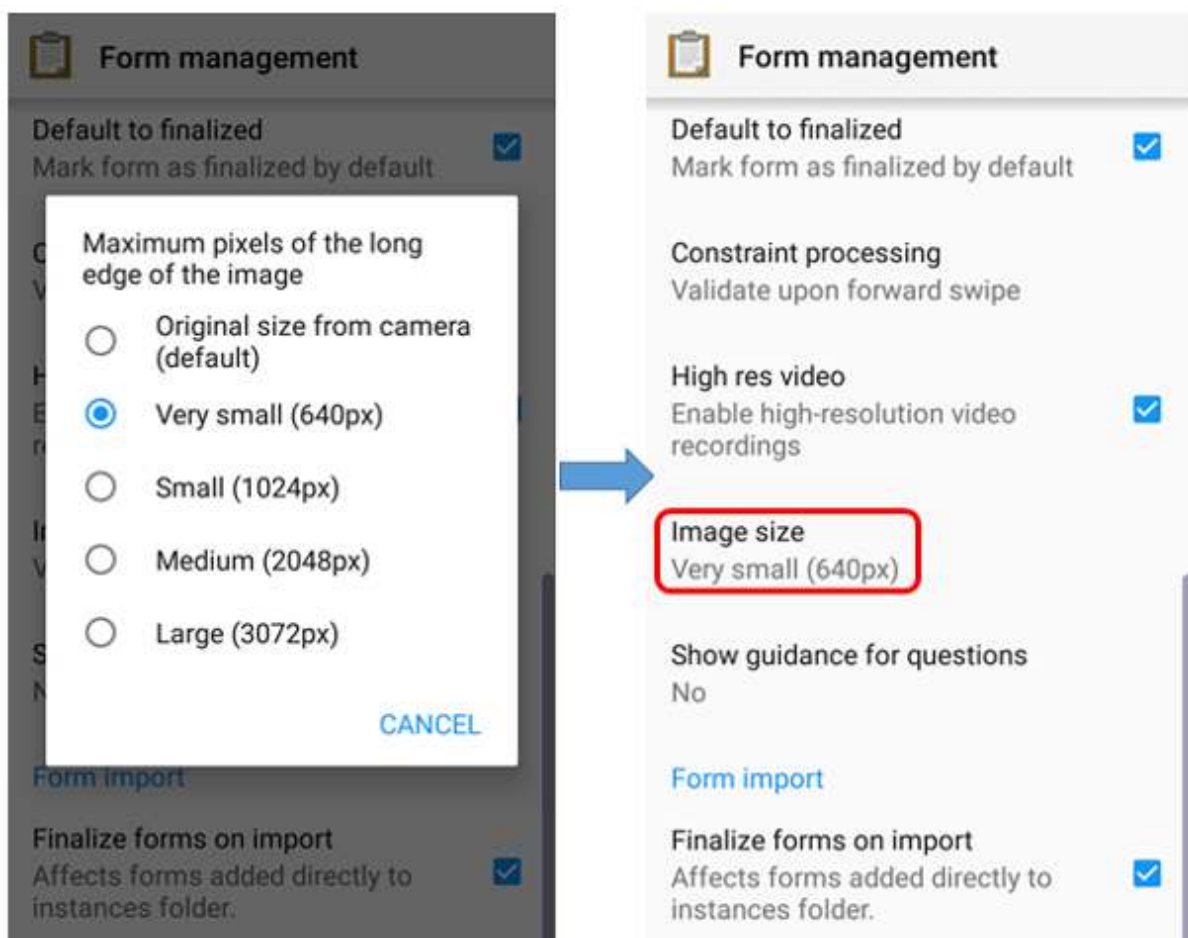 Form management
Default to finalized
Mark form as finalized by default
Maximum pixels of the long
edge of the image
Original size from camera
(default)
Very small (640px)
Small (1024px)
Medium (2048px)
Large (3072px)
CANCEL
Form import
Finalize forms on import
Affects forms added directly to
instances folder.
Form management
Default to finalized
Mark form as finalized by default
Constraint processing
Validate upon forward swipe
High res video
Enable high-resolution video
recordings
Image size
Very small (640px)
Show guidance for questions
No
Form import
Finalize forms on import
Affects forms added directly to
instances folder.